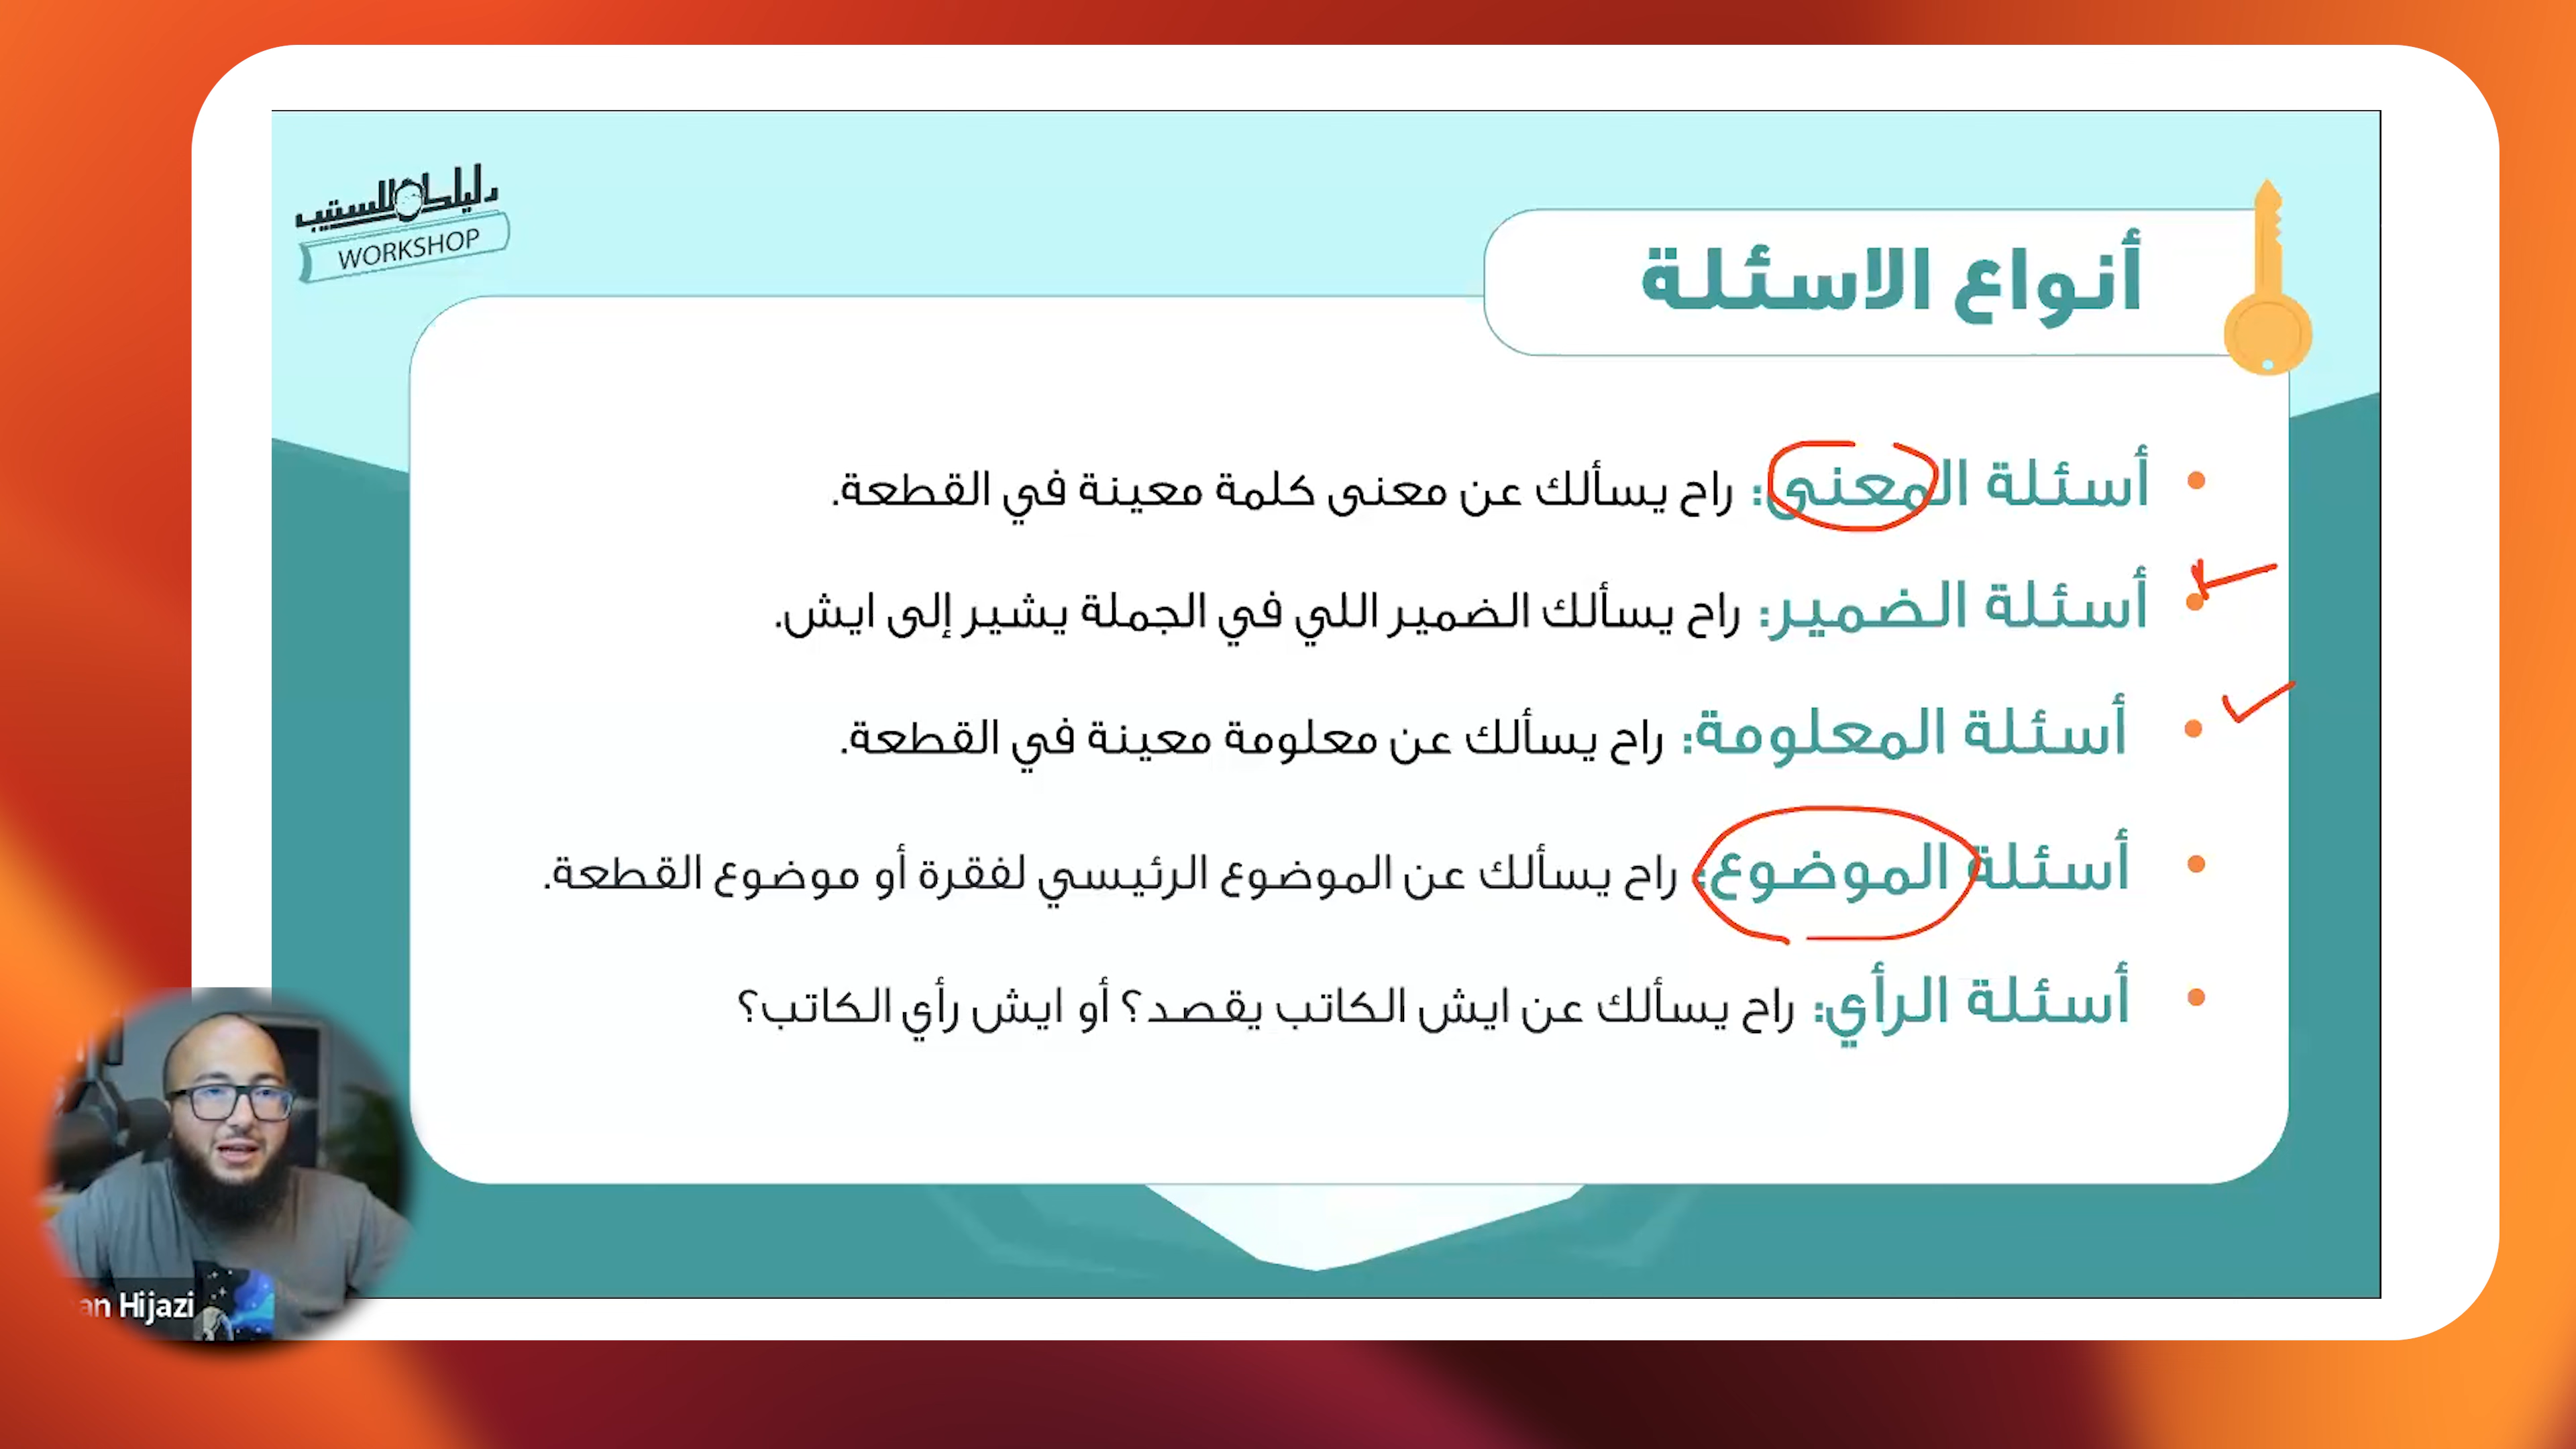 دليلك للستيب
WORKSHOP
أنواع الاسئلة
أسئلة المعنى: راح يسألك عن معنى كلمة معينة في القطعة.
أسئلة الضمير: راح يسألك الضمير اللي في الجملة يشير إلى ايش.
أسئلة المعلومة: راح يسألك عن معلومة معينة في القطعة.
أسئلة الموضوع: راح يسألك عن الموضوع الرئيسي لفقرة أو موضوع القطعة.
أسئلة الرأي: راح يسألك عن ايش الكاتب يقصد؟ أو ايش رأي الكاتب؟
an Hijazi